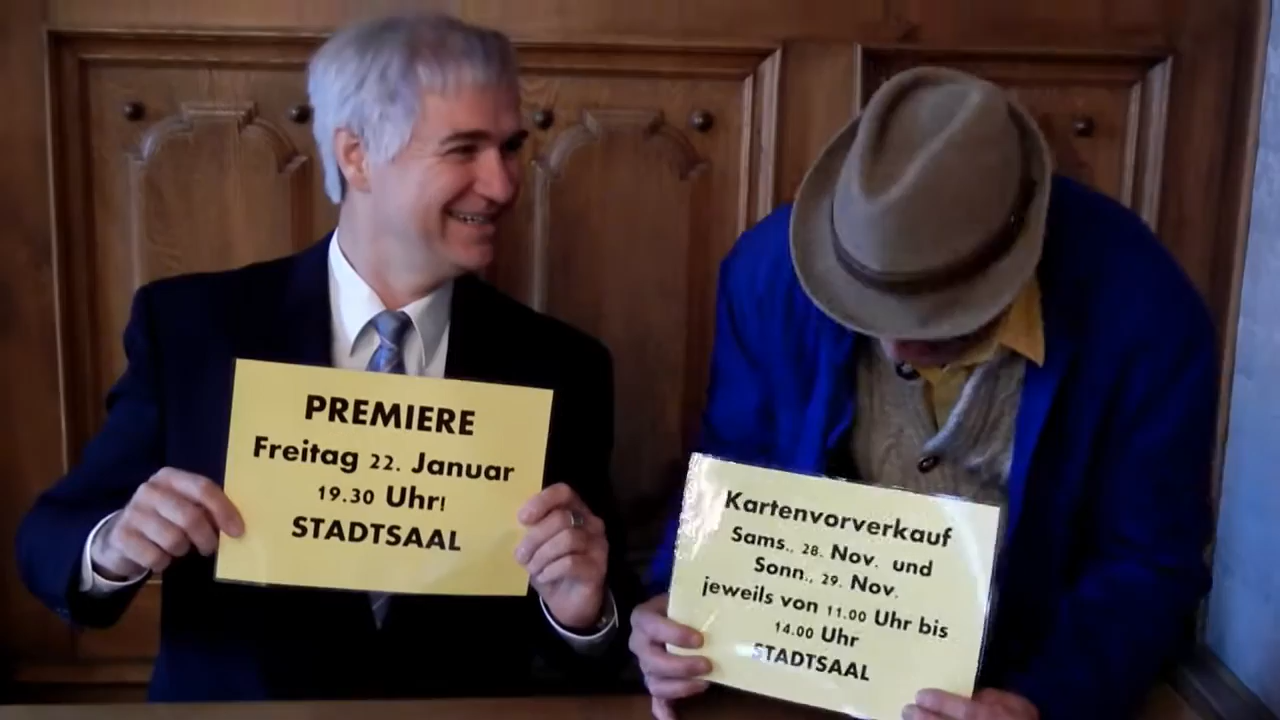 PREMIERE
Freitag 22. Januar
19.30 Uhr!
STADTSAAL
Kartenvorverkauf
Sams., 28. Nov. und
Sonn., 29. Nov.
jeweils von 11.00 Uhr bis
14.00 Uhr
STADTSAAL